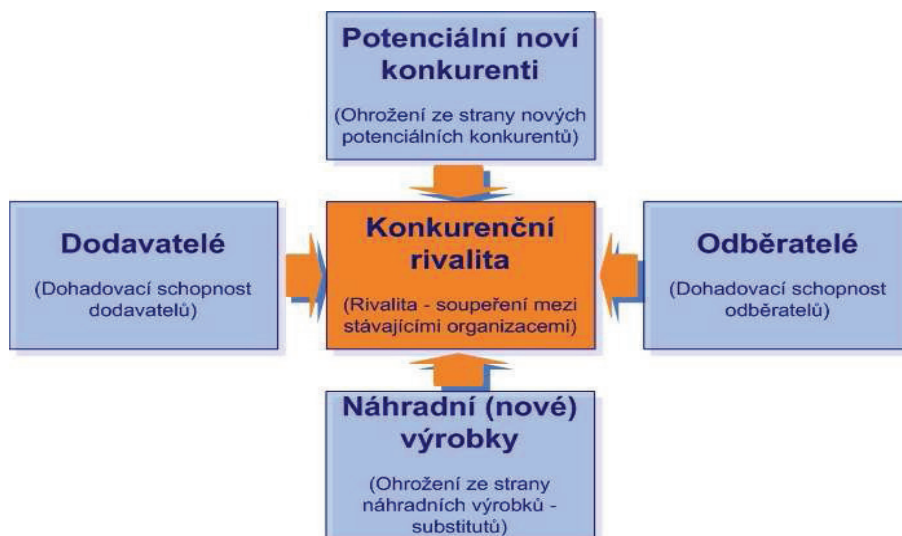 Potenciální noví
konkurenti
(Ohrožení ze strany nových
potenciálních konkurentů)
Dodavatelé
(Dohadovací schopnost
dodavatelů)
Konkurenční
rivalita
(Rivalita - soupeření mezi
stávajícími organizacemi)
Odběratelé
(Dohadovací schopnost
odběratelů)
Náhradní (nové)
výrobky
(Ohrožení ze strany
náhradních výrobků -
substitutů)